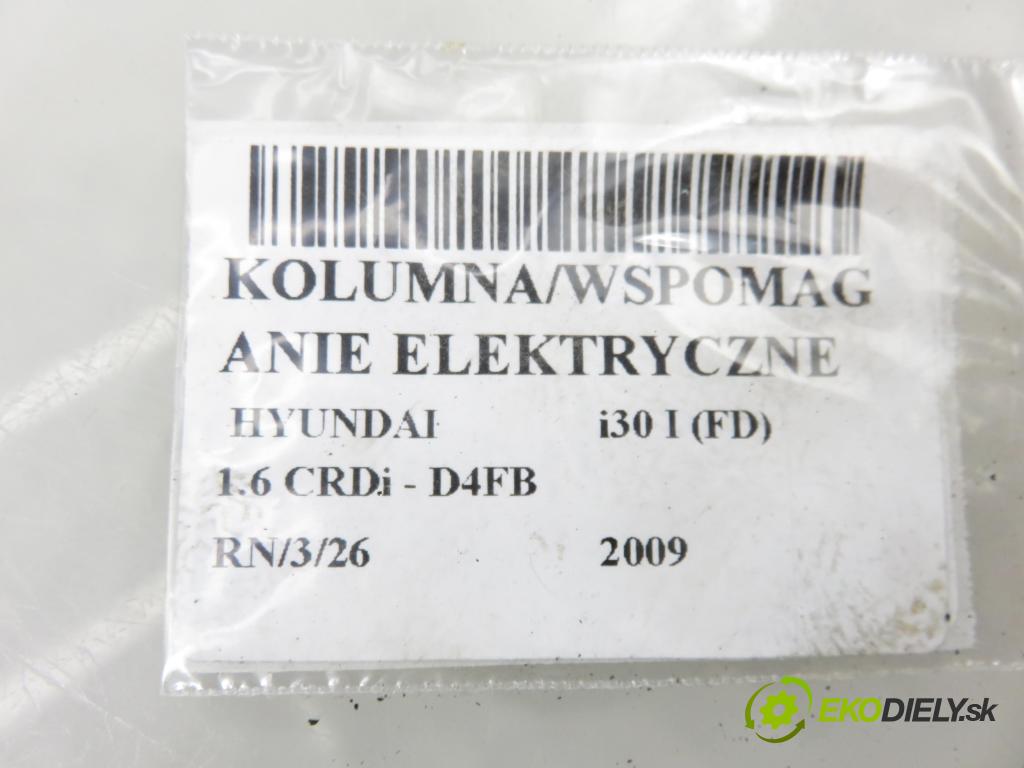 KOLUMNA/WSPOMAG
ANIE ELEKTRYCZNE
HYUNDAI i30 I (FD)
1.6 CRDi - D4FB
RN/3/26 2009
EKODIELY.sk